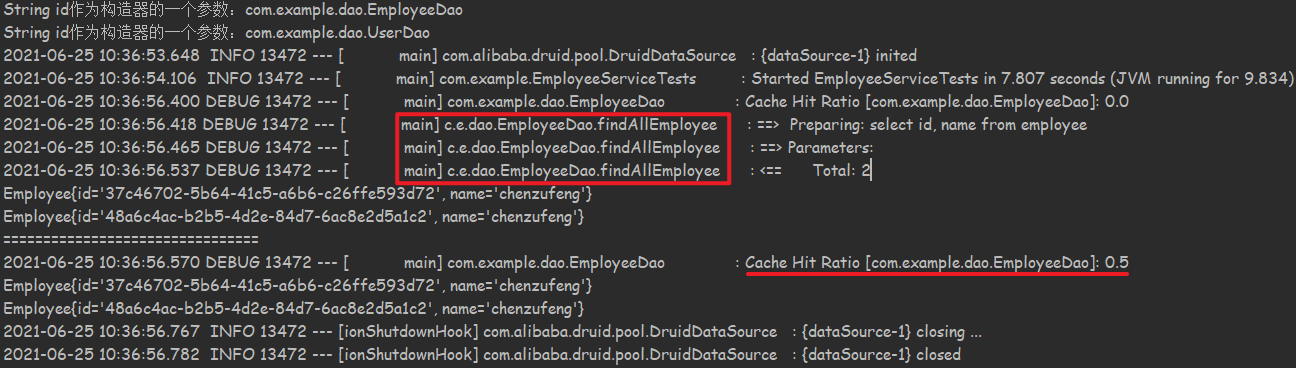 String id作为构造器的一个参数：com.example.dao.EmployeeDao
String id作为构造器的一个参数：com.example.dao.UserDao
2021-06-25 10:36:53.648  INFO 13472 --- [           main] com.alibaba.druid.pool.DruidDataSource   : {dataSource-1} inited
2021-06-25 10:36:54.106  INFO 13472 --- [           main] com.example.EmployeeServiceTests         : Started EmployeeServiceTests in 7.807 seconds (JVM running for 9.834)
2021-06-25 10:36:56.400 DEBUG 13472 --- [           main] com.example.dao.EmployeeDao              : Cache Hit Ratio [com.example.dao.EmployeeDao]: 0.0
2021-06-25 10:36:56.418 DEBUG 13472 --- [           main] c.e.dao.EmployeeDao.findAllEmployee      : ==>  Preparing: select id, name from employee
2021-06-25 10:36:56.465 DEBUG 13472 --- [           main] c.e.dao.EmployeeDao.findAllEmployee      : ==> Parameters:
2021-06-25 10:36:56.537 DEBUG 13472 --- [           main] c.e.dao.EmployeeDao.findAllEmployee      : <==      Total: 2
Employee{id='37c46702-5b64-41c5-a6b6-c26ffe593d72', name='chenzufeng'}
Employee{id='48a6c4ac-b2b5-4d2e-84d7-6ac8e2d5a1c2', name='chenzufeng'}
================================
2021-06-25 10:36:56.570 DEBUG 13472 --- [           main] com.example.dao.EmployeeDao              : Cache Hit Ratio [com.example.dao.EmployeeDao]: 0.5
Employee{id='37c46702-5b64-41c5-a6b6-c26ffe593d72', name='chenzufeng'}
Employee{id='48a6c4ac-b2b5-4d2e-84d7-6ac8e2d5a1c2', name='chenzufeng'}
2021-06-25 10:36:56.767  INFO 13472 --- [ionShutdownHook] com.alibaba.druid.pool.DruidDataSource   : {dataSource-1} closing ...
2021-06-25 10:36:56.782  INFO 13472 --- [ionShutdownHook] com.alibaba.druid.pool.DruidDataSource   : {dataSource-1} closed